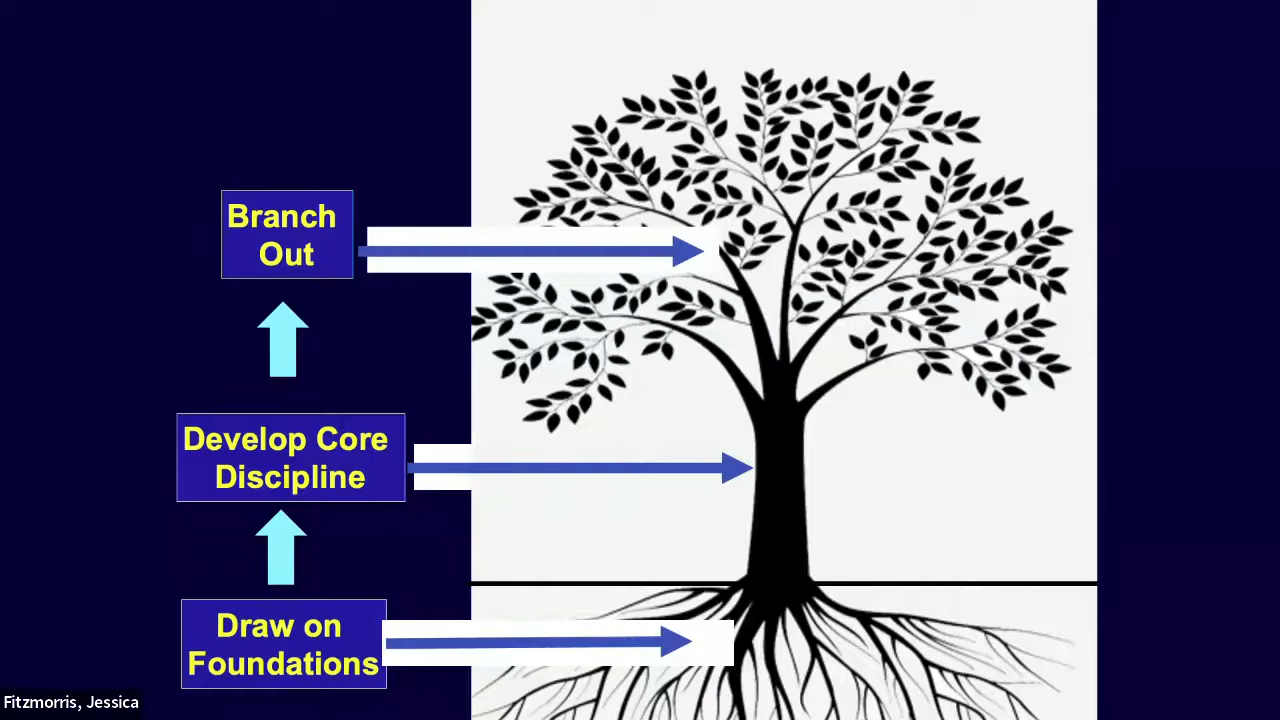 Branch
Out
Develop Core
Discipline
Draw on
Foundations
Fitzmorris, Jessica